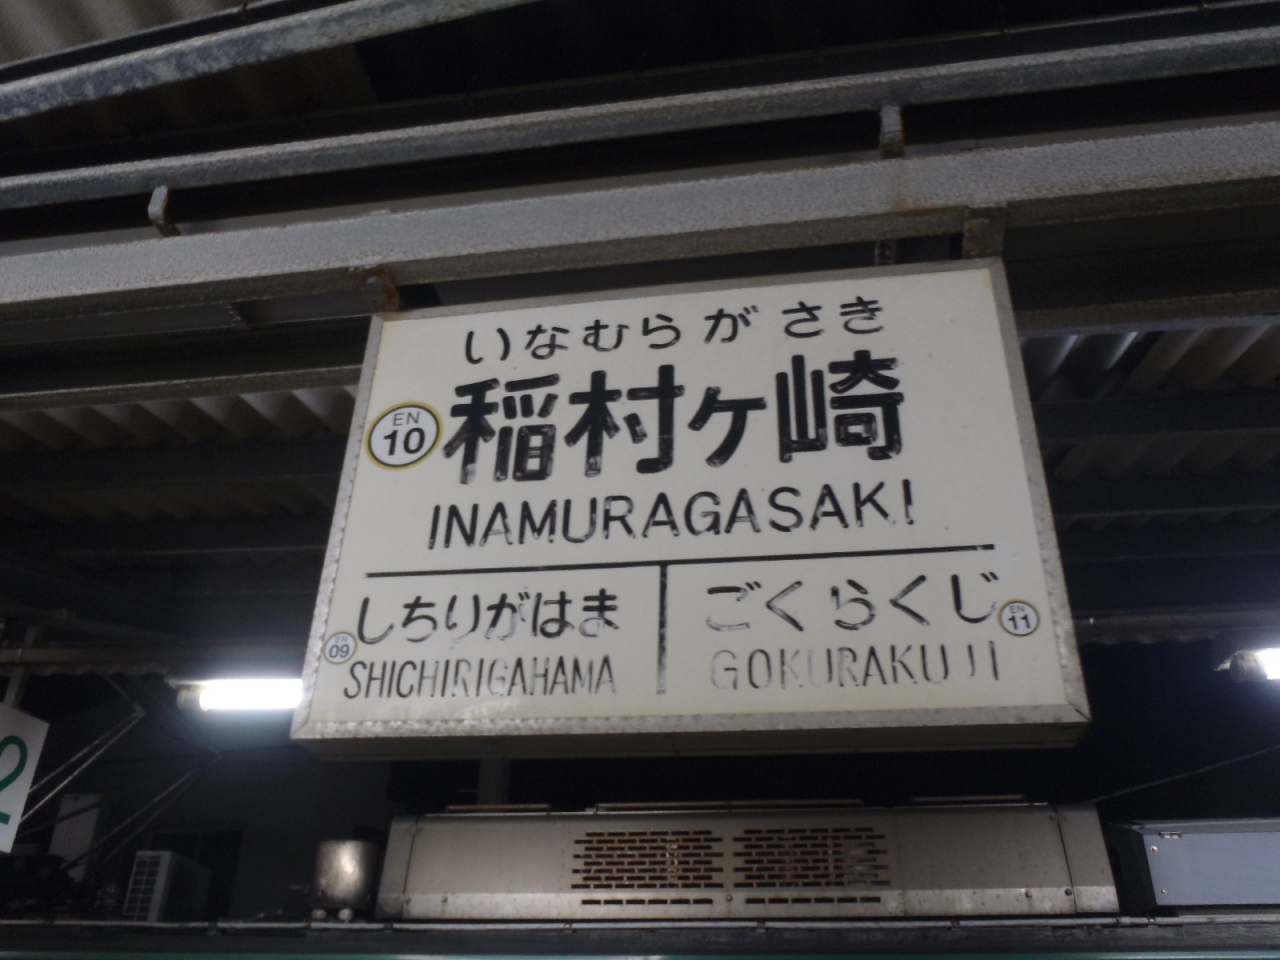 いなむらがさき
EN
10
稲村ヶ崎
INAMURAGASAKI
しちりがはま
EN
09
SHICHIRIGAHAMA
ごくらくじ
EN
11
GOKURAKUJI
2